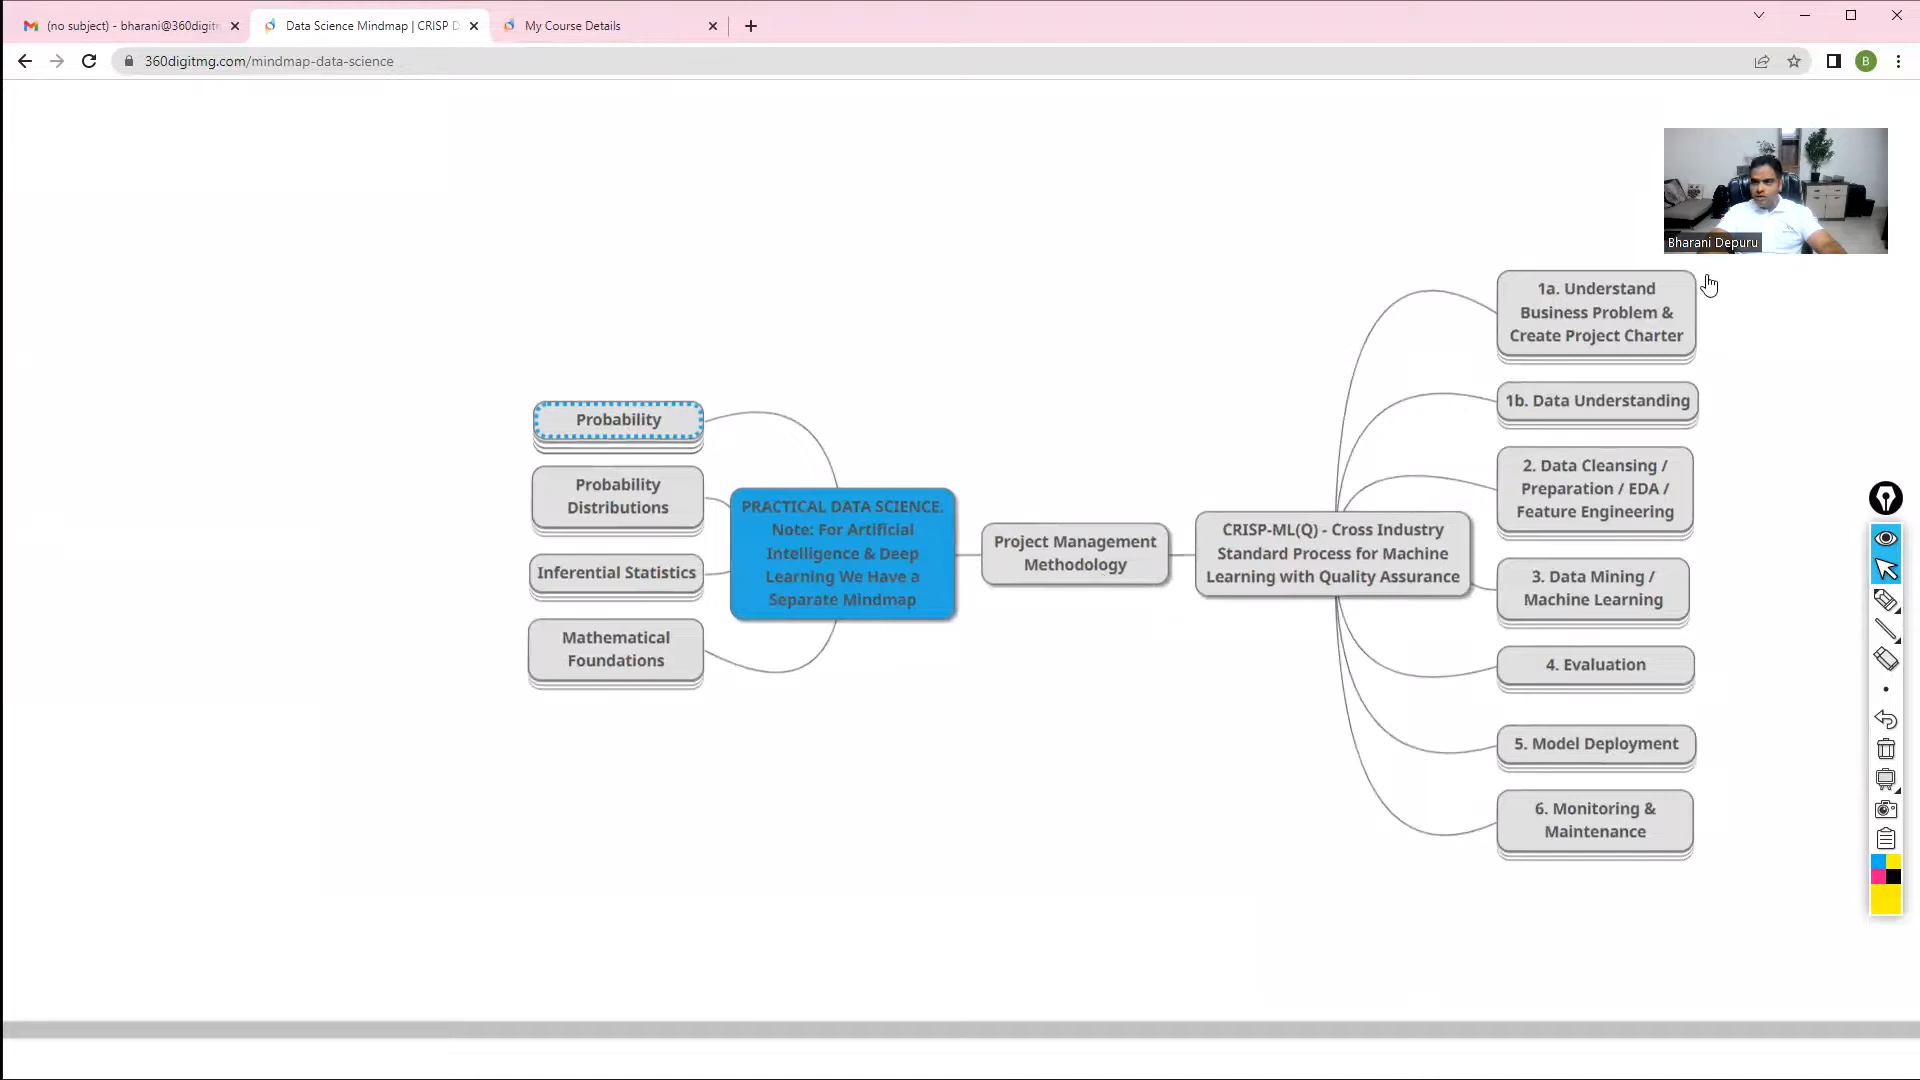 (no subject) - bharani@360digitm
Data Science Mindmap | CRISP D
My Course Details
360digitmg.com/mindmap-data-science
B
Bharani Depuru
1a. Understand
Business Problem &
Create Project Charter
1b. Data Understanding
2. Data Cleansing /
Preparation / EDA /
Feature Engineering
3. Data Mining /
Machine Learning
4. Evaluation
5. Model Deployment
6. Monitoring &
Maintenance
CRISP-ML(Q) - Cross Industry
Standard Process for Machine
Learning with Quality Assurance
Project Management
Methodology
PRACTICAL DATA SCIENCE.
Note: For Artificial
Intelligence & Deep
Learning We Have a
Separate Mindmap
Probability
Probability
Distributions
Inferential Statistics
Mathematical
Foundations